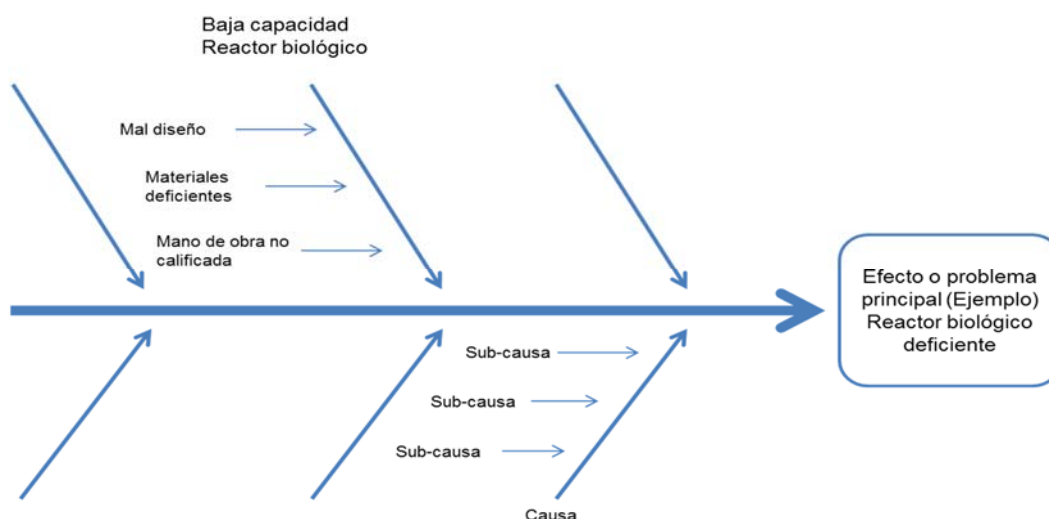 Baja capacidad
Reactor biológico
Mal diseño
Materiales
deficientes
Mano de obra no
calificada
Efecto o problema
principal (Ejemplo)
Reactor biológico
deficiente
Sub-causa
Sub-causa
Sub-causa
Causa